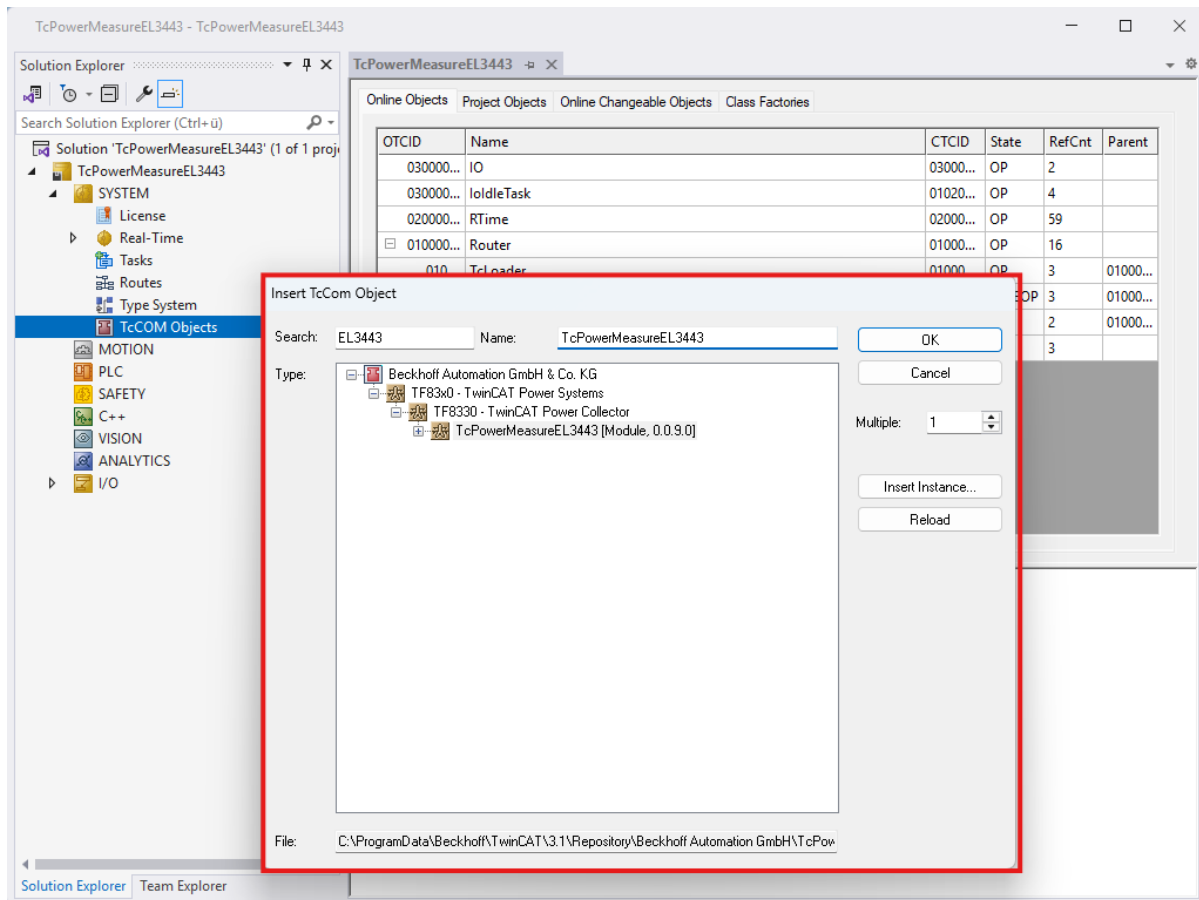 TcPowerMeasureEL3443 - TcPowerMeasureEL3443
Solution Explorer
Search Solution Explorer (Ctrl+ü)
Solution 'TcPowerMeasureEL3443' (1 of 1 proj
TcPowerMeasureEL3443
SYSTEM
License
Real-Time
Tasks
Routes
Type System
TcCOM Objects
MOTION
PLC
SAFETY
C++
VISION
ANALYTICS
I/O
Solution Explorer Team Explorer
TcPowerMeasureEL3443
Online Objects Project Objects Online Changeable Objects Class Factories
OTCID Name CTCID State RefCnt Parent
030000... IO 03000... OP 2
030000... IoIdleTask 01020... OP 4
020000... RTime 02000... OP 59
010000... Router 01000... OP 16
010... TcLoader 01000... OP 3 01000...
OP 3 01000...
2 01000...
3
Insert TcCom Object
Search: EL3443 Name: TcPowerMeasureEL3443 OK
Type: Beckhoff Automation GmbH & Co. KG Cancel
TF83x0 - TwinCAT Power Systems
TF8330 - TwinCAT Power Collector
TcPowerMeasureEL3443 [Module, 0.0.9.0]
Multiple: 1
Insert Instance...
Reload
File: C:\ProgramData\Beckhoff\TwinCAT\3.1\Repository\Beckhoff Automation GmbH\TcPow